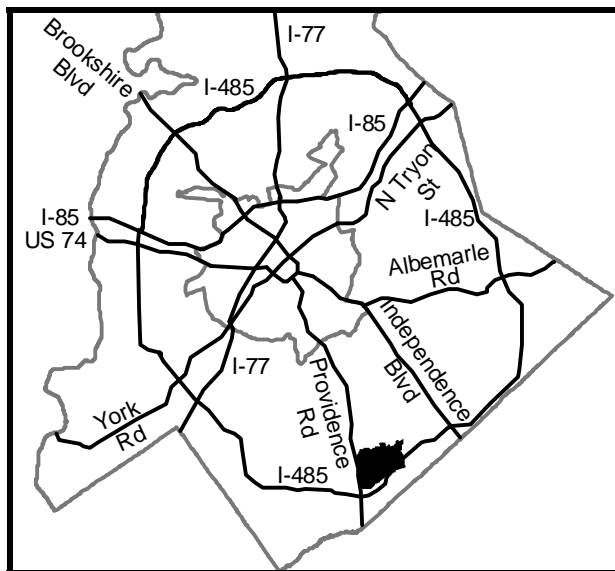 I-77
Brookshire
Blvd
I-485
I-85
N Tryon
St
I-85
US 74
I-485
Albemarle
Rd
Independence
Blvd
I-77
Providence
Rd
York
Rd
I-485